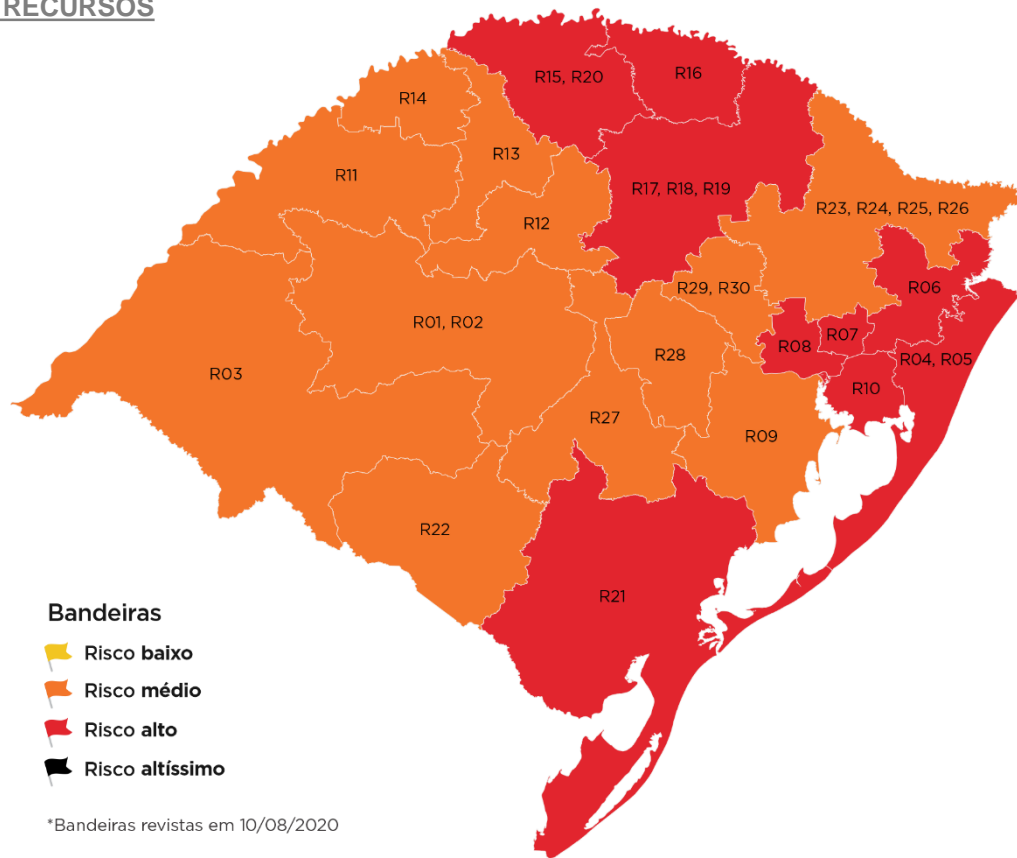 RECURSOS
R15, R20
R16
R14
R13
R11
R17, R18, R19
R12
R23, R24, R25, R26
R29, R30
R06
R01, R02
R07
R08
R28
R04, R05
R03
R10
R27
R09
R22
R21
Bandeiras
Risco baixo
Risco médio
Risco alto
Risco altíssimo
*Bandeiras revistas em 10/08/2020